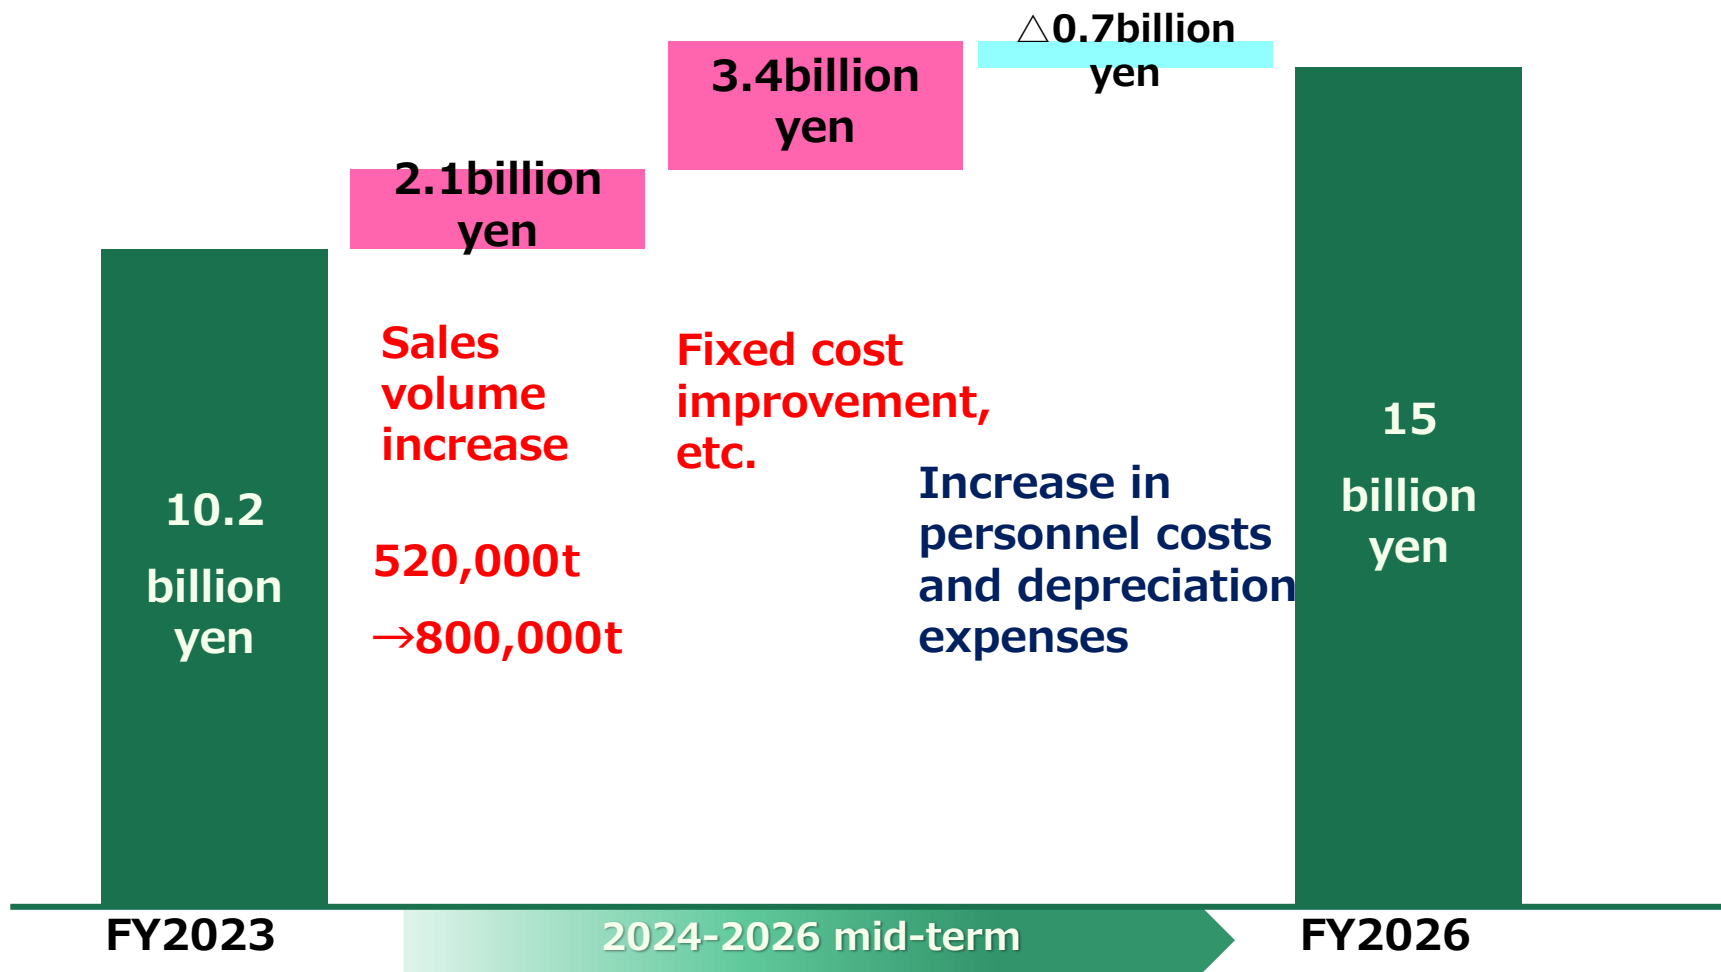 △0.7billion
yen
3.4billion
yen
2.1billion
yen
Sales
volume
increase
520,000t
→800,000t
Fixed cost
improvement,
etc.
Increase in
personnel costs
and depreciation
expenses
10.2
billion
yen
15
billion
yen
FY2023
2024-2026 mid-term
FY2026